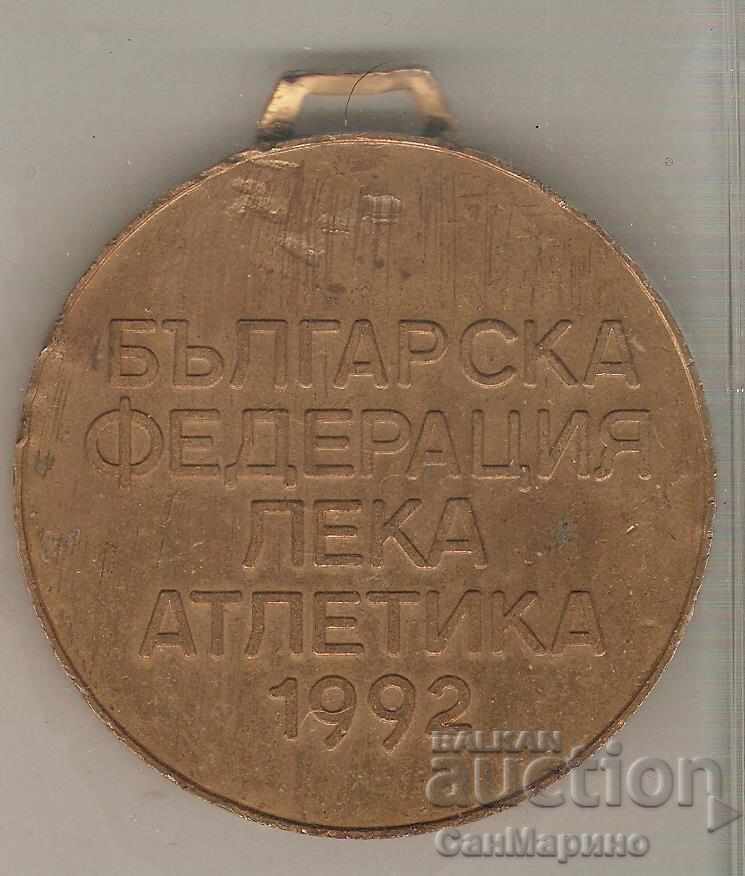 БЪЛГАРСКА
ФЕДЕРАЦИЯ
ЛЕКА
АТЛЕТИКА
1992
BALKAN
auction
СанМарино